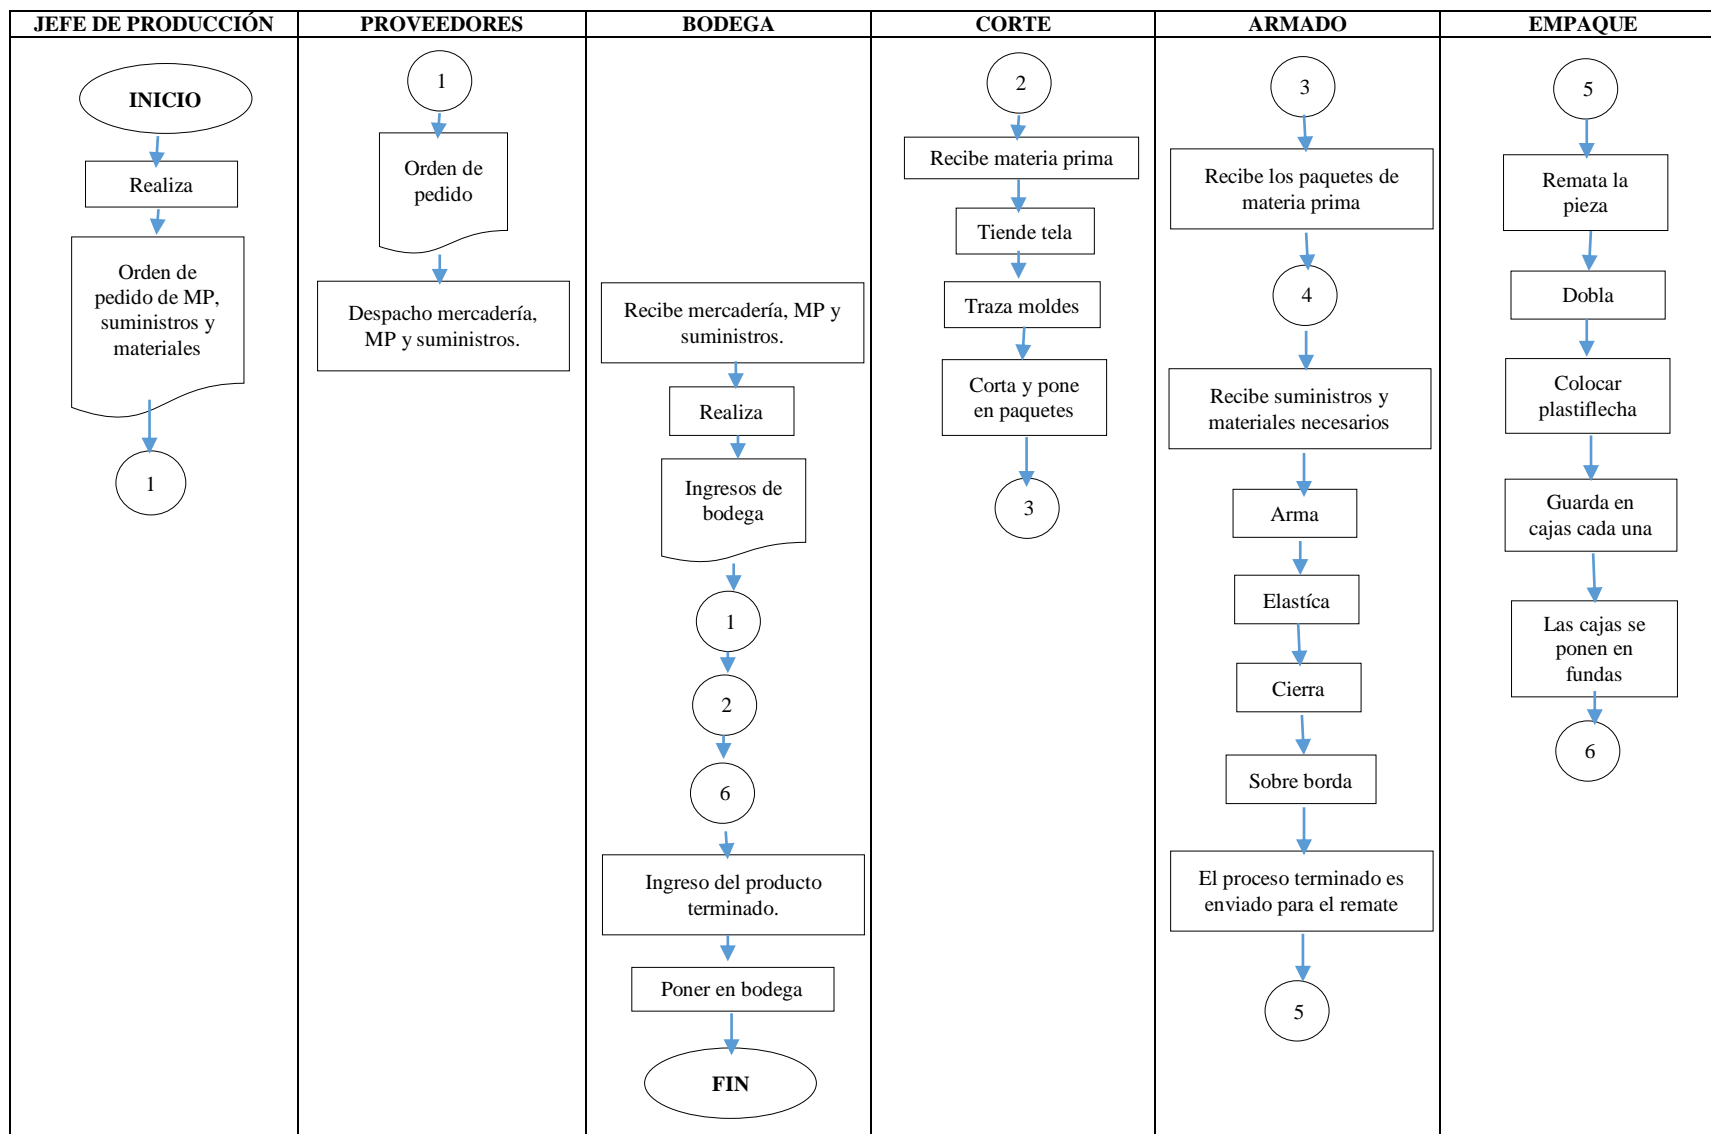 JEFE DE PRODUCCIÓN
INICIO
Realiza
Orden de
pedido de MP,
suministros y
materiales
1
PROVEEDORES
1
Orden de
pedido
Despacho mercadería,
MP y suministros.
BODEGA
Recibe mercadería, MP y
suministros.
Realiza
Ingresos de
bodega
1
2
6
Ingreso del producto
terminado.
Poner en bodega
FIN
CORTE
2
Recibe materia prima
Tiende tela
Traza moldes
Corta y pone
en paquetes
3
ARMADO
3
Recibe los paquetes de
materia prima
4
Recibe suministros y
materiales necesarios
Arma
Elastíca
Cierra
Sobre borda
El proceso terminado es
enviado para el remate
5
EMPAQUE
5
Remata la
pieza
Dobla
Colocar
plastiflecha
Guarda en
cajas cada una
Las cajas se
ponen en
fundas
6